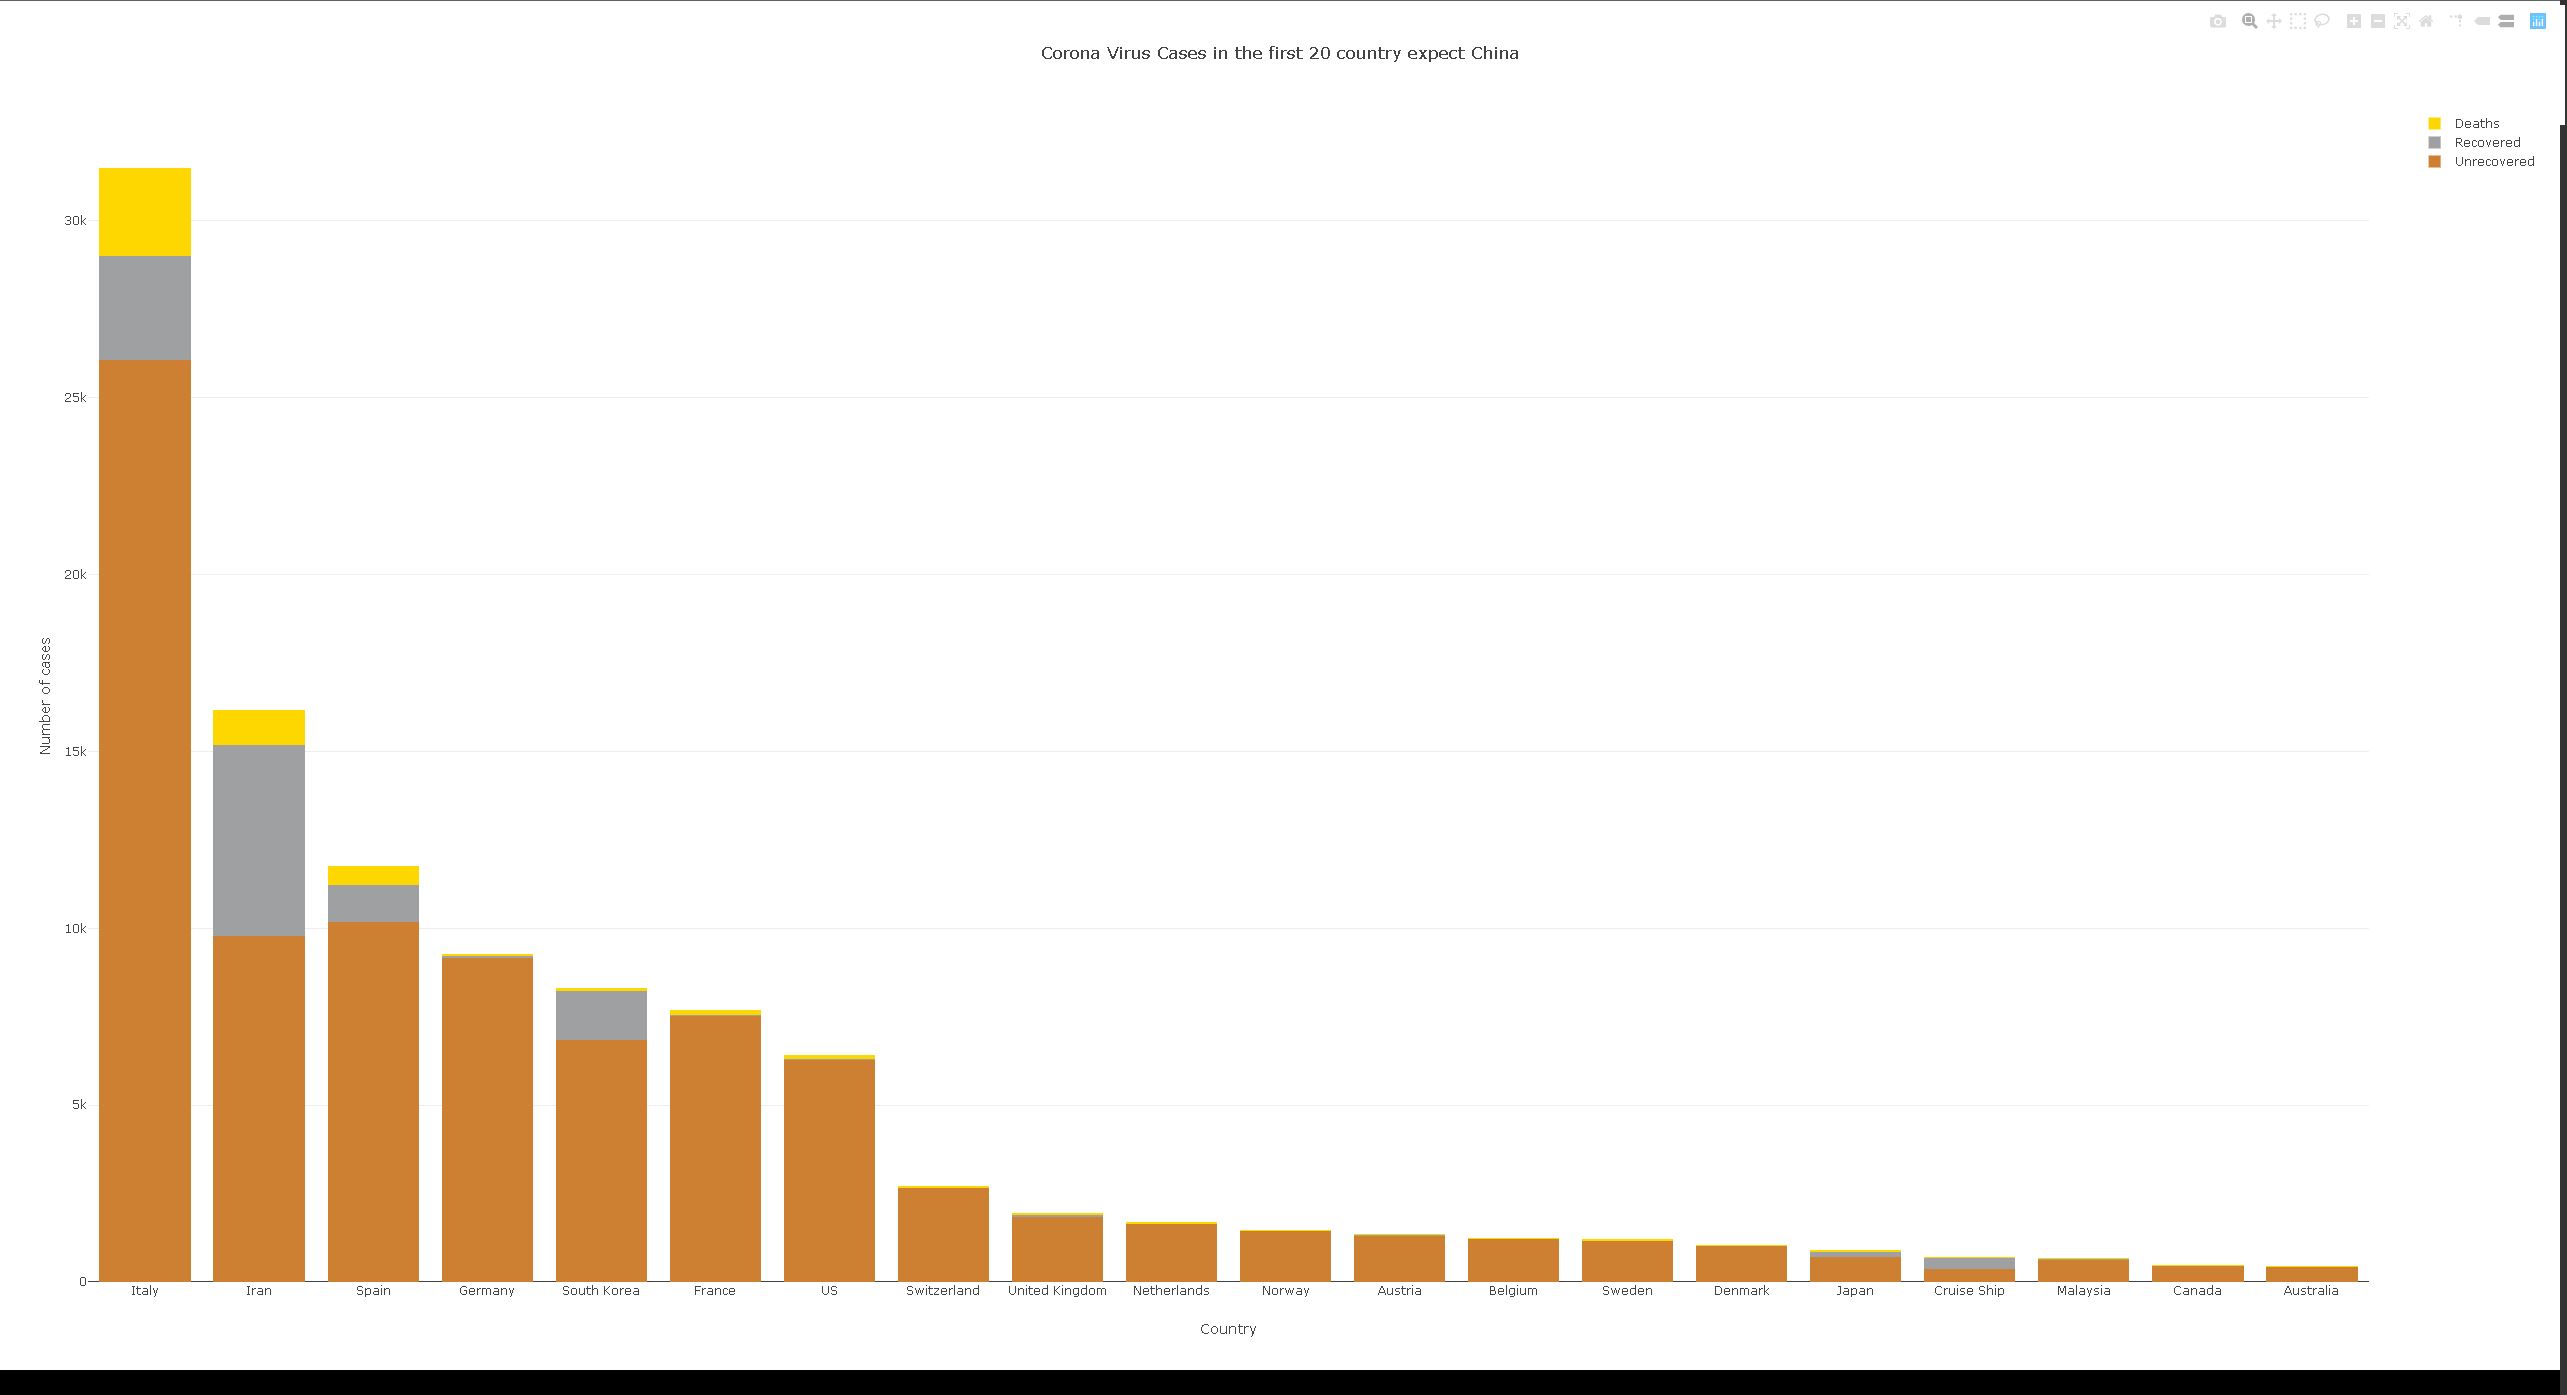 Corona Virus Cases in the first 20 country expect China
Deaths
Recovered
Unrecovered
30k
25k
20k
15k
10k
5k
0
Number of cases
Italy Iran Spain Germany South Korea France US Switzerland United Kingdom Netherlands Norway Austria Belgium Sweden Denmark Japan Cruise Ship Malaysia Canada Australia
Country